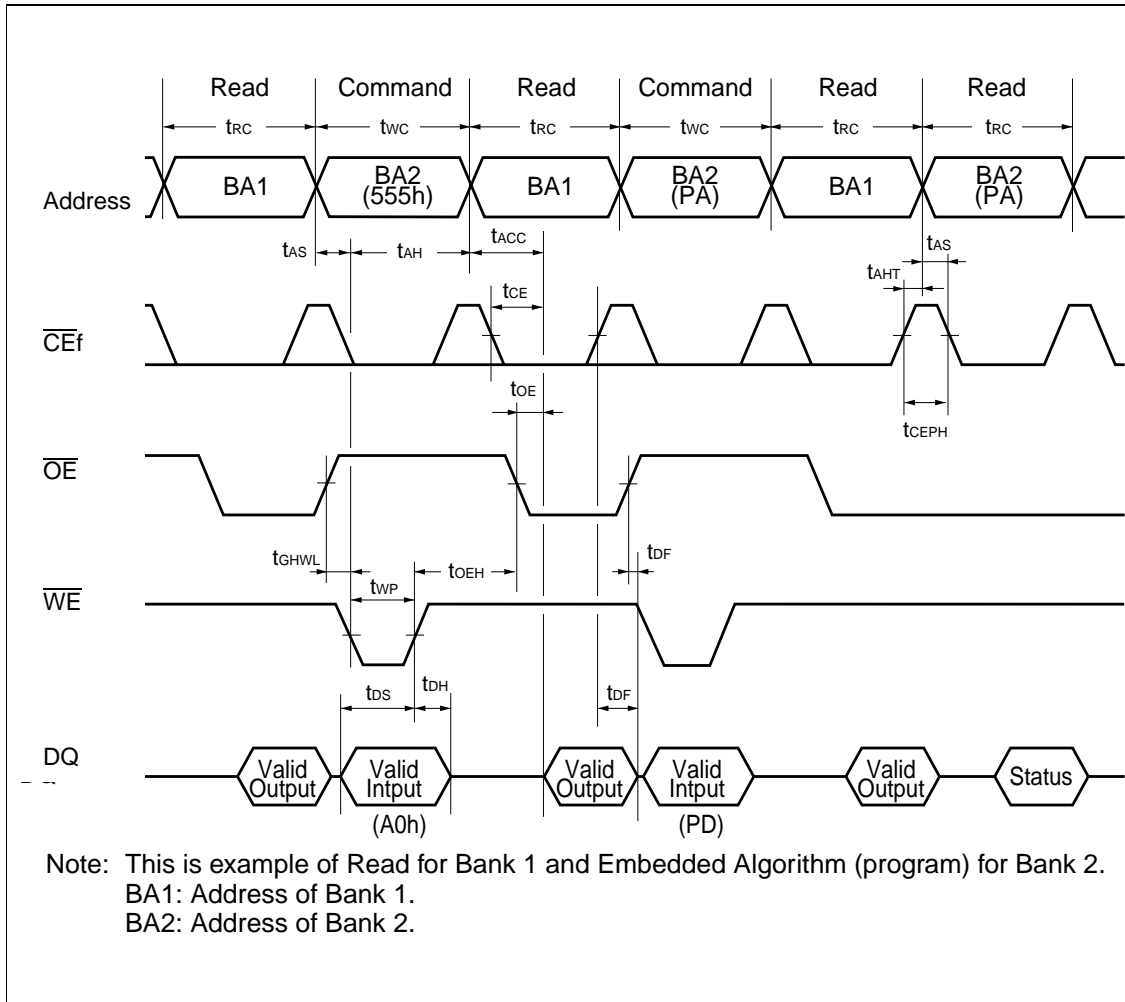 Read Command Read Command Read Read
tRC tWC tRC tWC tRC tRC
Address BA1 BA2 (555h) BA1 BA2 (PA) BA1 BA2 (PA)
tAS tAH tACC tAS
tAHT
tCE
CEf
tOE
tCEPH
OE
tGHWL tWP tOEH tDF
WE
tDS tDH tDF
DQ
Valid Output Valid Intput Valid Output Valid Intput Valid Output Status
(A0h) (PD)
Note: This is example of Read for Bank 1 and Embedded Algorithm (program) for Bank 2.
BA1: Address of Bank 1.
BA2: Address of Bank 2.